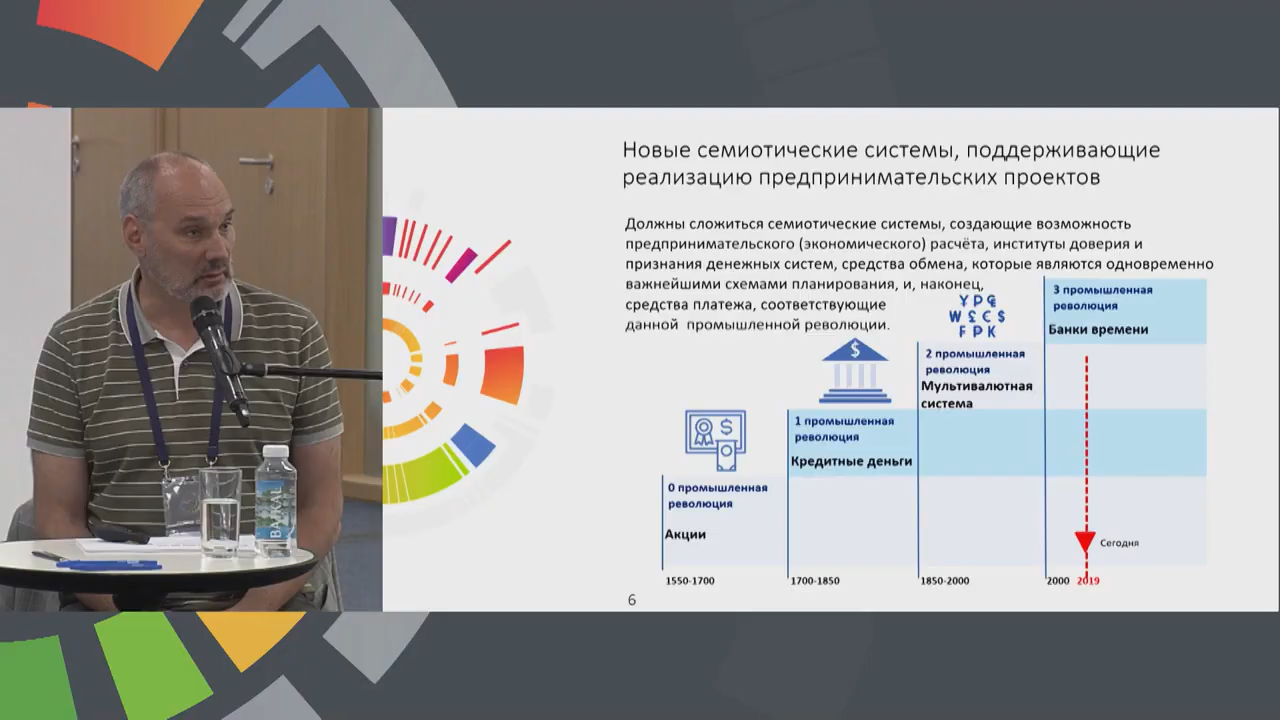 Новые семиотические системы, поддерживающие
реализацию предпринимательских проектов
Должны сложиться семиотические системы, создающие возможность
предпринимательского (экономического) расчёта, институты доверия и
признания денежных систем, средства обмена, которые являются одновременно
важнейшими схемами планирования, и, наконец,
средства платежа, соответствующие
данной промышленной революции.
3 промышленная
революция
Банки времени
2 промышленная
революция
Мультивалютная
система
1 промышленная
революция
Кредитные деньги
0 промышленная
революция
Акции
Сегодня
1550-1700
1700-1850
1850-2000
2000
2019
6
BAIKAL